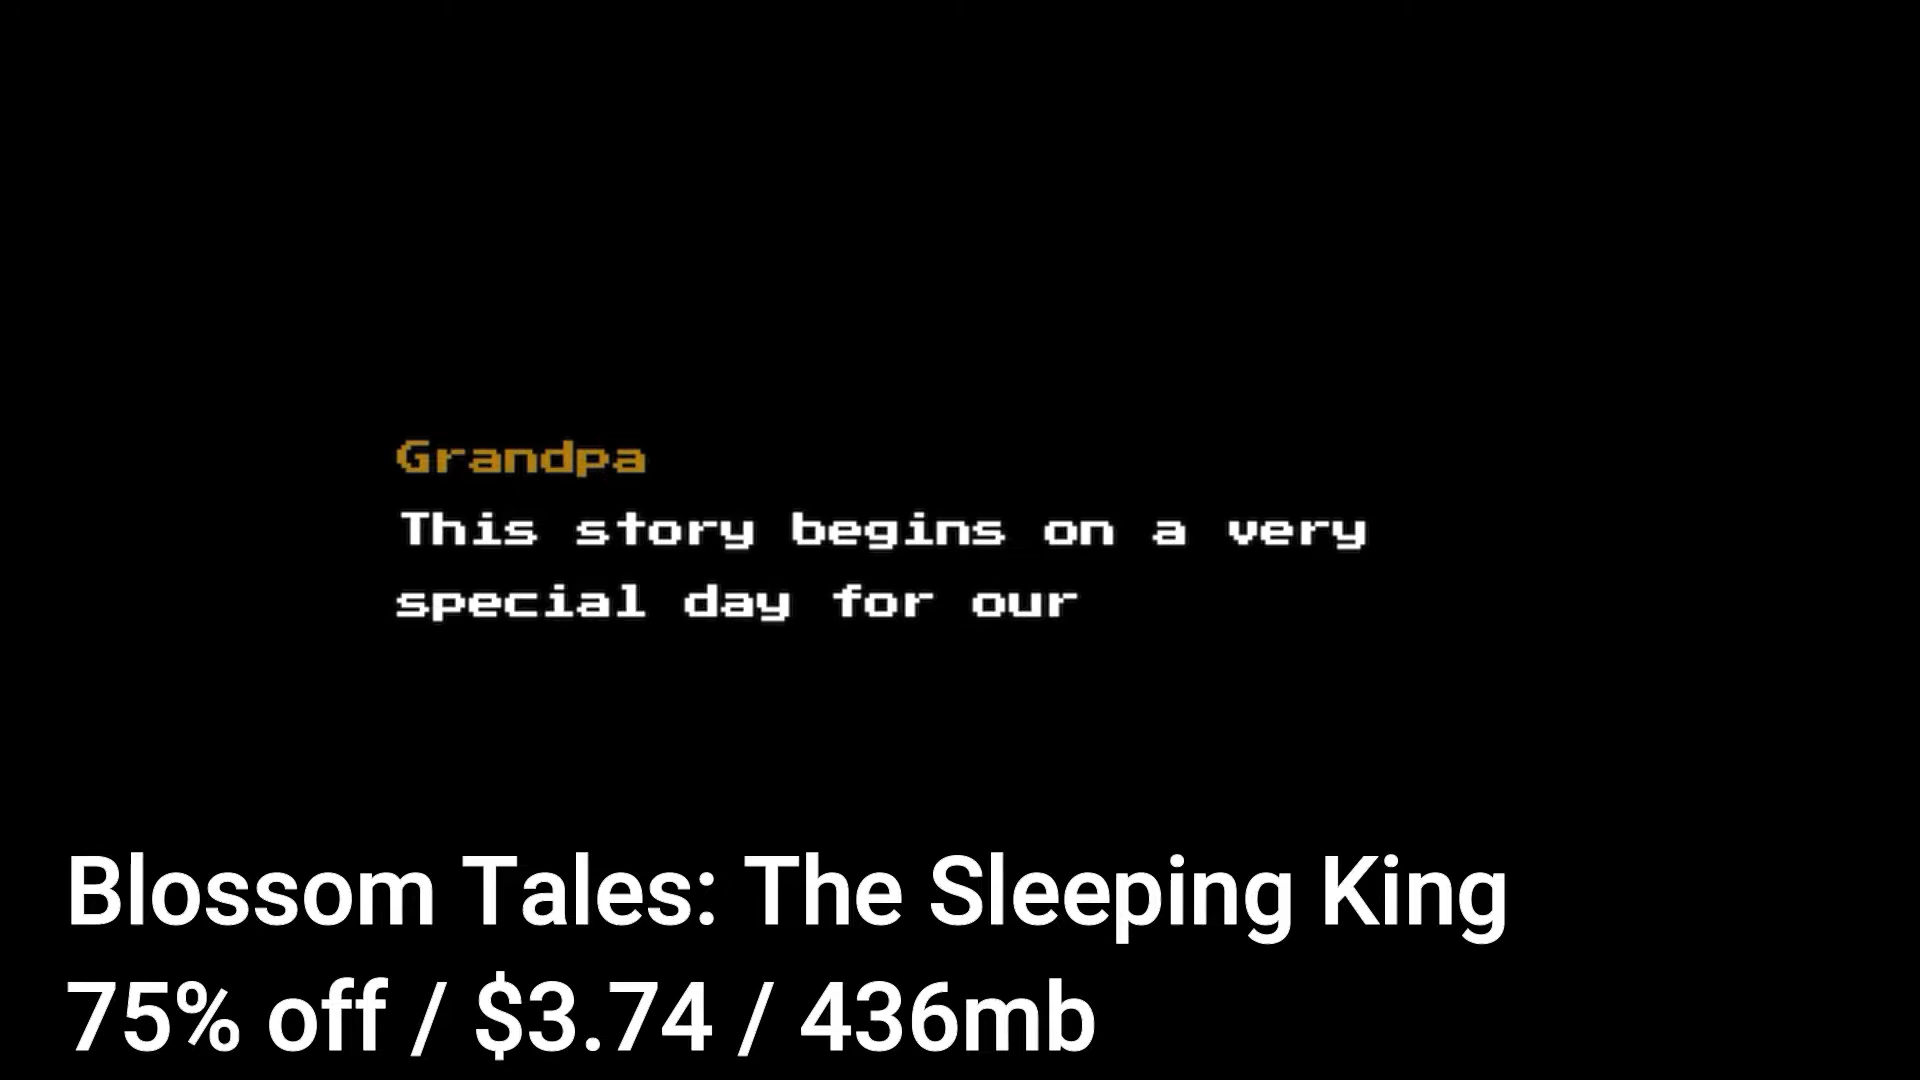 Grandpa
This story begins on a very
special day for our
Blossom Tales: The Sleeping King
75% off / $3.74 / 436mb